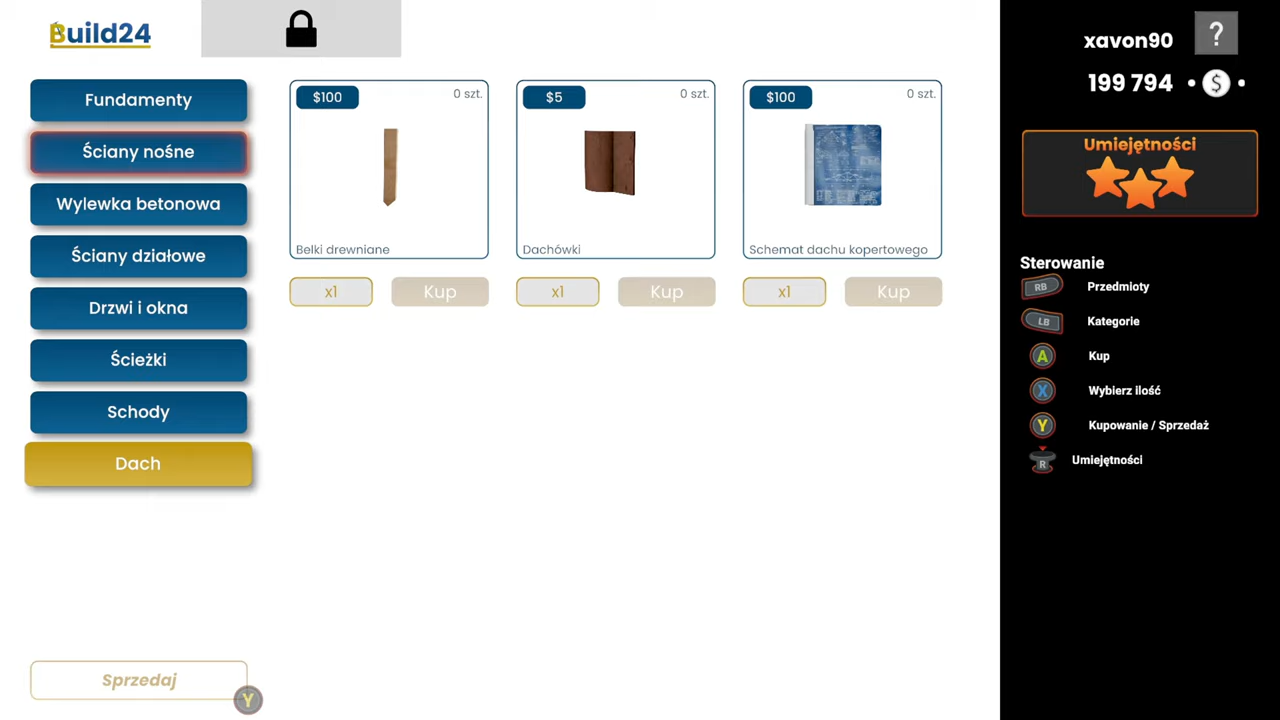 Build24
xavon90
?
199 794
$
Fundamenty
Ściany nośne
Wylewka betonowa
Ściany działowe
Drzwi i okna
Ścieżki
Schody
Dach
Sprzedaj
Y
$100
0 szt.
Belki drewniane
x1
Kup
$5
0 szt.
Dachówki
x1
Kup
$100
0 szt.
Schemat dachu kopertowego
x1
Kup
Umiejętności
Sterowanie
RB Przedmioty
LB Kategorie
A Kup
X Wybierz ilość
Y Kupowanie / Sprzedaż
R Umiejętności